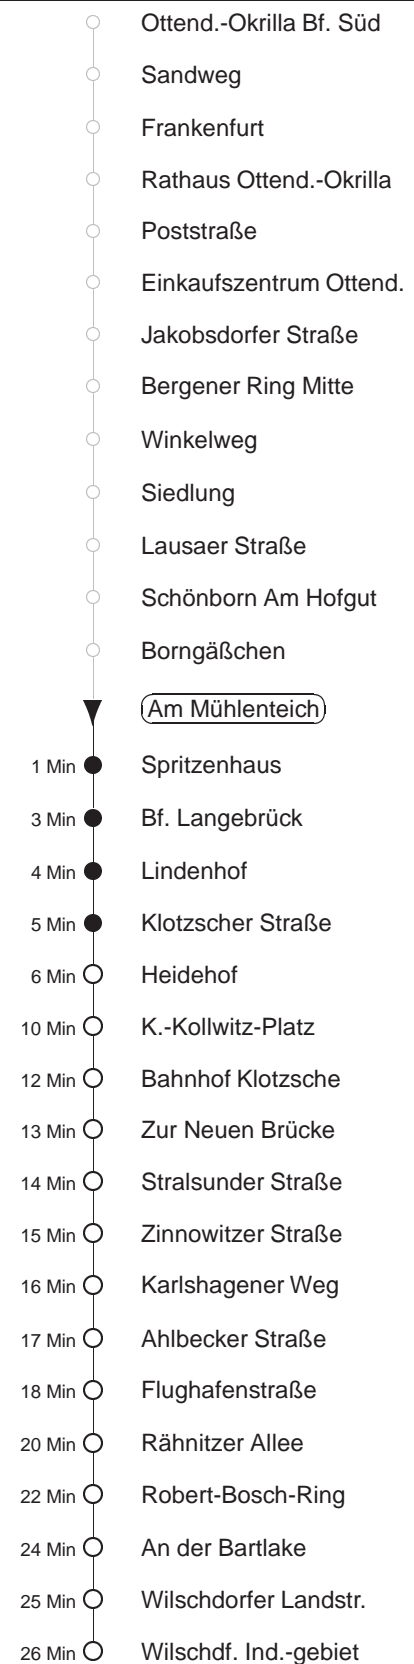 Ottend.-Okrilla Bf. Süd
Sandweg
Frankenfurt
Rathaus Ottend.-Okrilla
Poststraße
Einkaufszentrum Ottend.
Jakobsdorfer Straße
Bergener Ring Mitte
Winkelweg
Siedlung
Lausaer Straße
Schönborn Am Hofgut
Borngäßchen
Am Mühlenteich
1 Min Spritzenhaus
3 Min Bf. Langebrück
4 Min Lindenhof
5 Min Klotzscher Straße
6 Min Heidehof
10 Min K.-Kollwitz-Platz
12 Min Bahnhof Klotzsche
13 Min Zur Neuen Brücke
14 Min Stralsunder Straße
15 Min Zinnowitzer Straße
16 Min Karlshagener Weg
17 Min Ahlbecker Straße
18 Min Flughafenstraße
20 Min Rähnitzer Allee
22 Min Robert-Bosch-Ring
24 Min An der Bartlake
25 Min Wilschdorfer Landstr.
26 Min Wilschdf. Ind.-gebiet